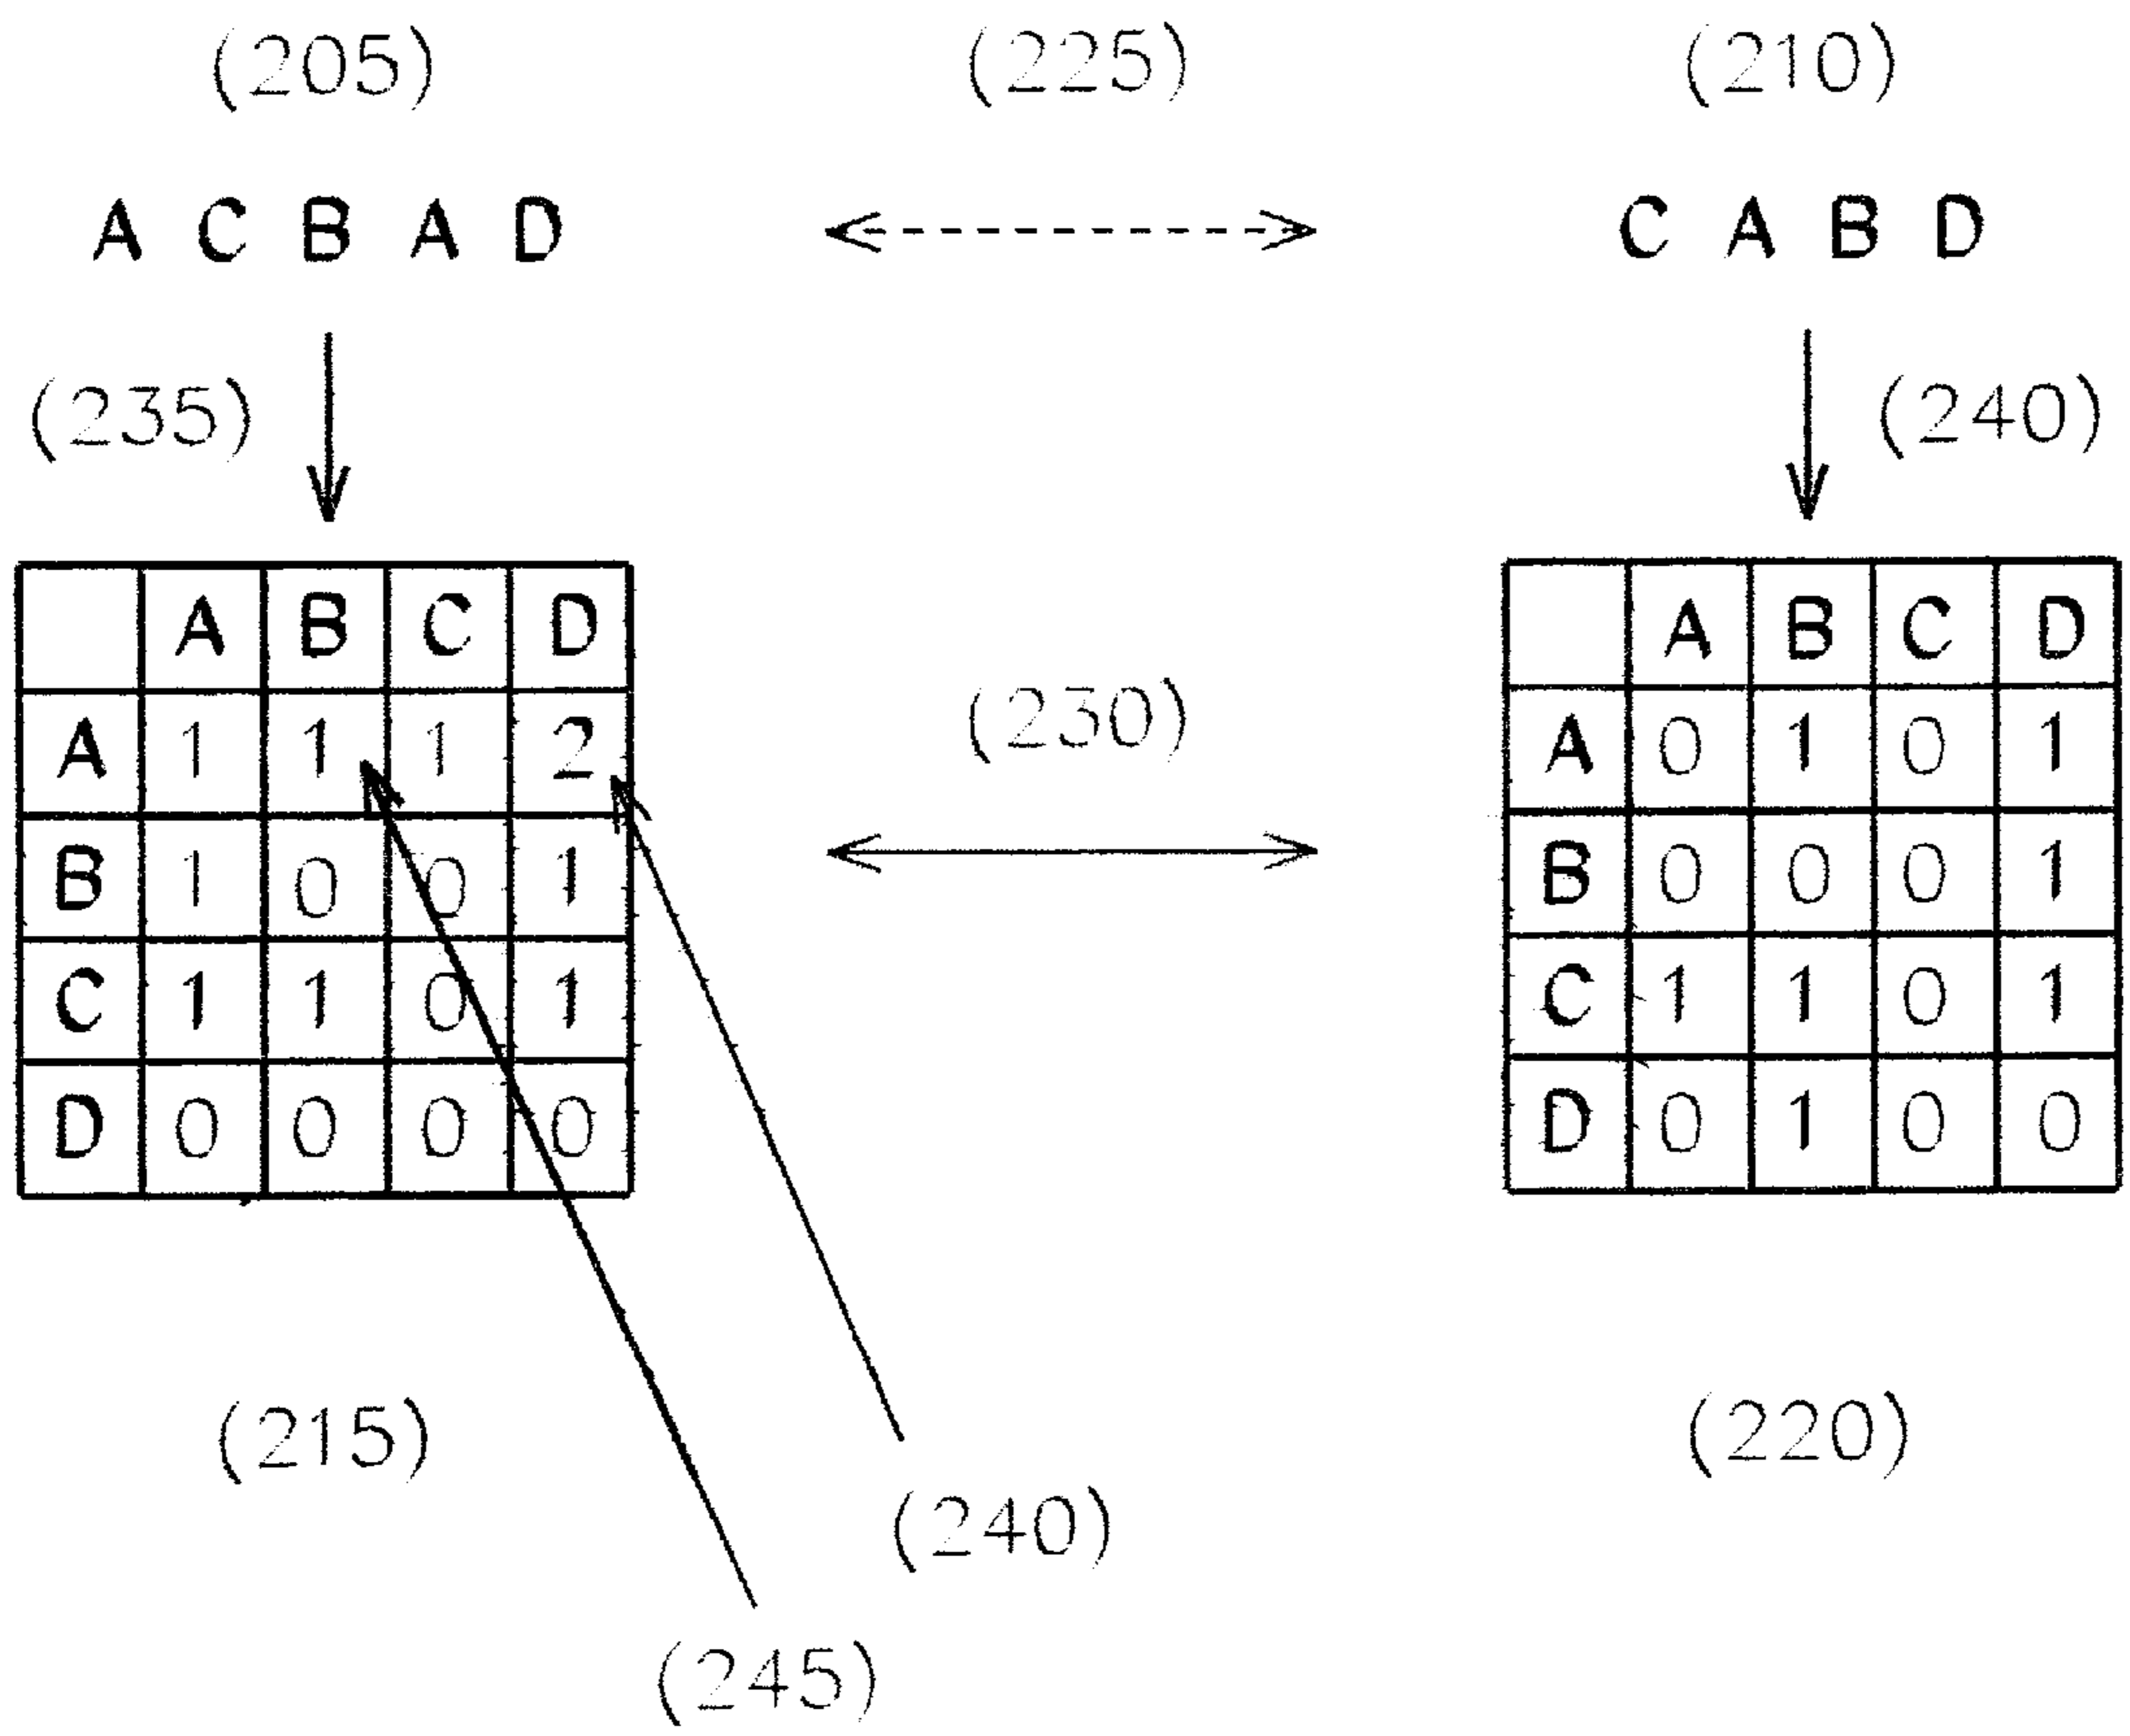 (205) (225) (210)
A C B A D C A B D
(235) (240)
A B C D A B C D
A 1 1 1 2 (230) A 0 1 0 1
B 1 0 0 1 B 0 0 0 1
C 1 1 0 1 C 1 1 0 1
D 0 0 0 0 D 0 1 0 0
(215) (220)
(240)
(245)